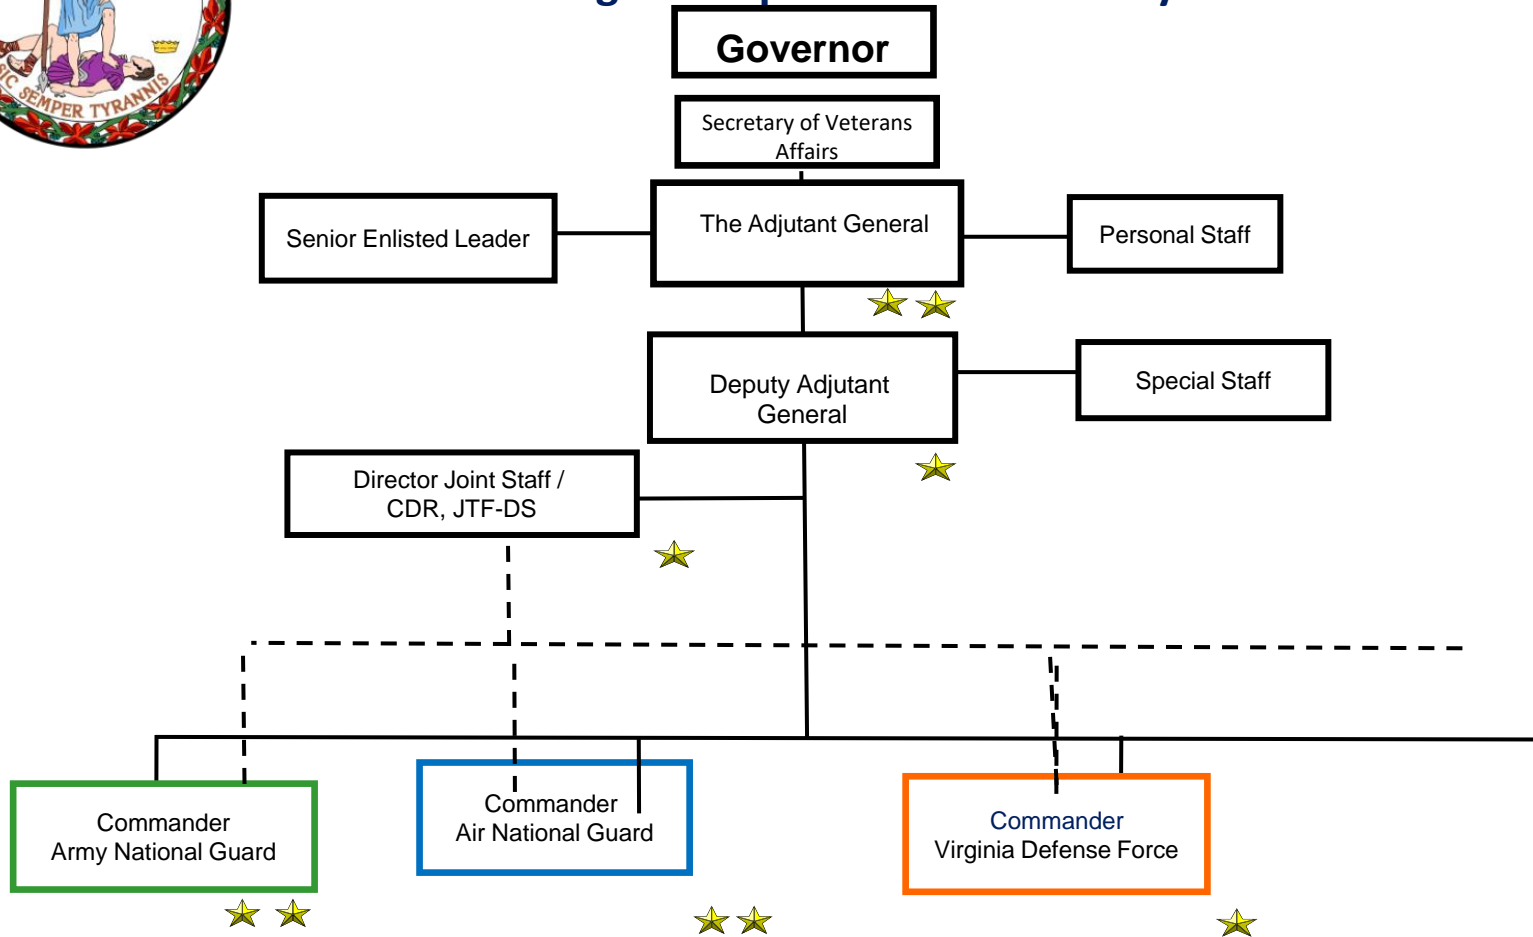 Governor
SIC SEMPER TYRANNIS
Secretary of Veterans
Affairs
The Adjutant General
Senior Enlisted Leader
Personal Staff
Deputy Adjutant
General
Special Staff
Director Joint Staff /
CDR, JTF-DS
Commander
Army National Guard
Commander
Air National Guard
Commander
Virginia Defense Force